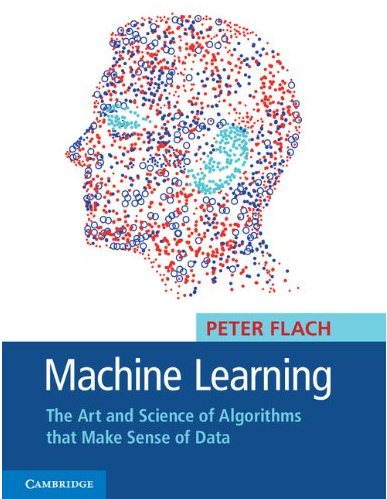 PETER FLACH
Machine Learning
The Art and Science of Algorithms
that Make Sense of Data
CAMBRIDGE